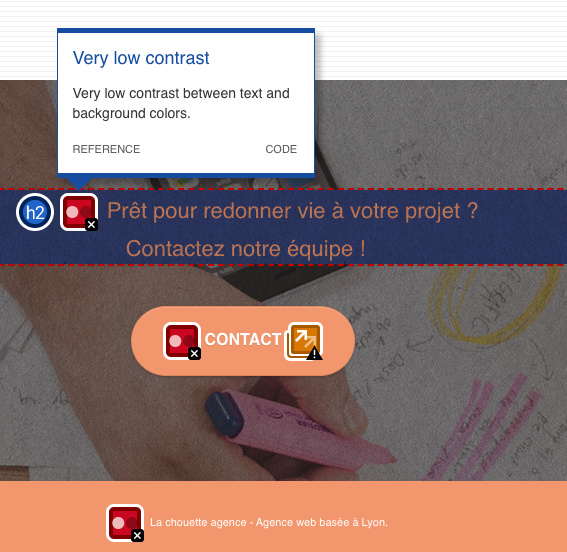 Very low contrast
Very low contrast between text and
background colors.
REFERENCE
CODE
h2
Prêt pour redonner vie à votre projet ?
Contactez notre équipe !
CONTACT
La chouette agence - Agence web basée à Lyon.